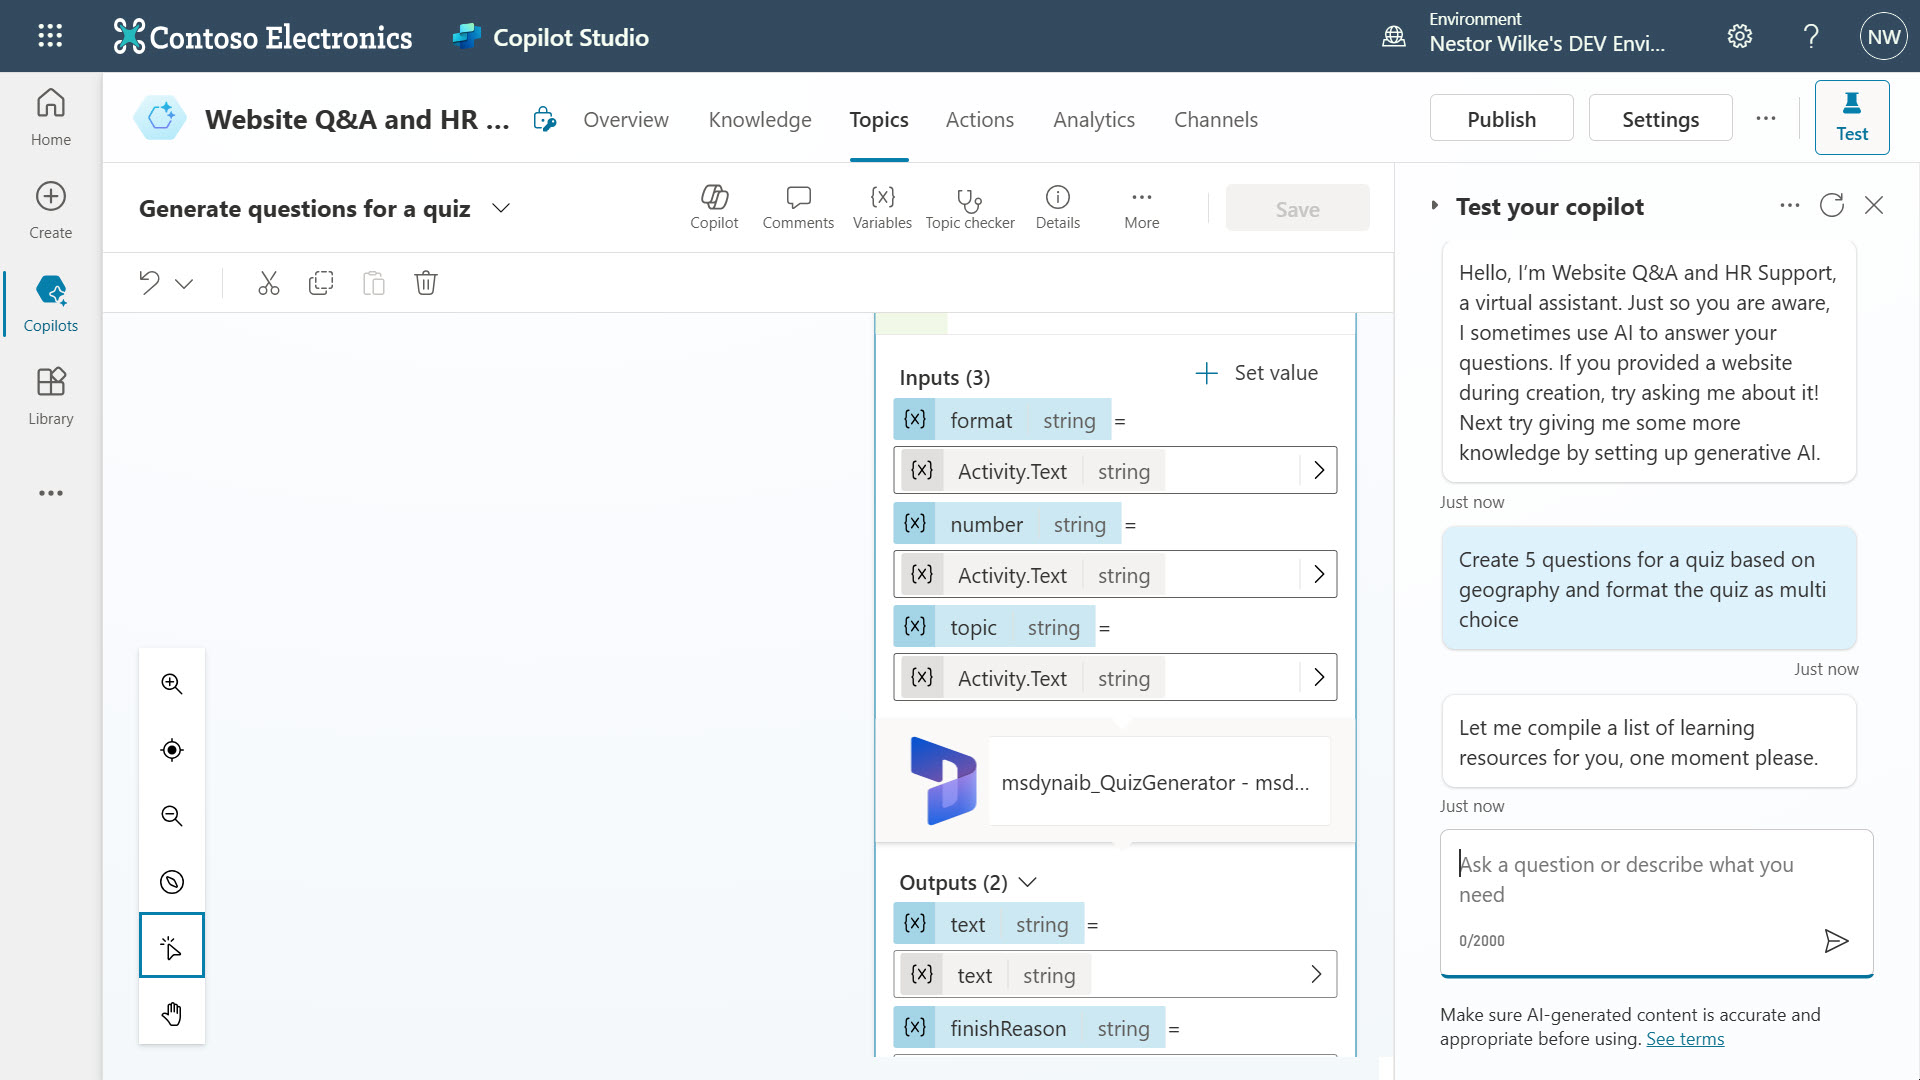 Contoso Electronics
Copilot Studio
Environment
Nestor Wilke's DEV Envi...
NW
Home
Create
Copilots
Library
Website Q&A and HR ...
Overview
Knowledge
Topics
Actions
Analytics
Channels
Publish
Settings
Test
Generate questions for a quiz
Copilot
Comments
Variables
Topic checker
Details
More
Save
Inputs (3)
Set value
{x} format string =
{x} Activity.Text string
{x} number string =
{x} Activity.Text string
{x} topic string =
{x} Activity.Text string
msdynaib_QuizGenerator - msd...
Outputs (2)
{x} text string =
{x} text string
{x} finishReason string =
Test your copilot
Hello, I’m Website Q&A and HR Support,
a virtual assistant. Just so you are aware,
I sometimes use AI to answer your
questions. If you provided a website
during creation, try asking me about it!
Next try giving me some more
knowledge by setting up generative AI.
Just now
Create 5 questions for a quiz based on
geography and format the quiz as multi
choice
Just now
Let me compile a list of learning
resources for you, one moment please.
Just now
Ask a question or describe what you
need
0/2000
Make sure AI-generated content is accurate and
appropriate before using. See terms